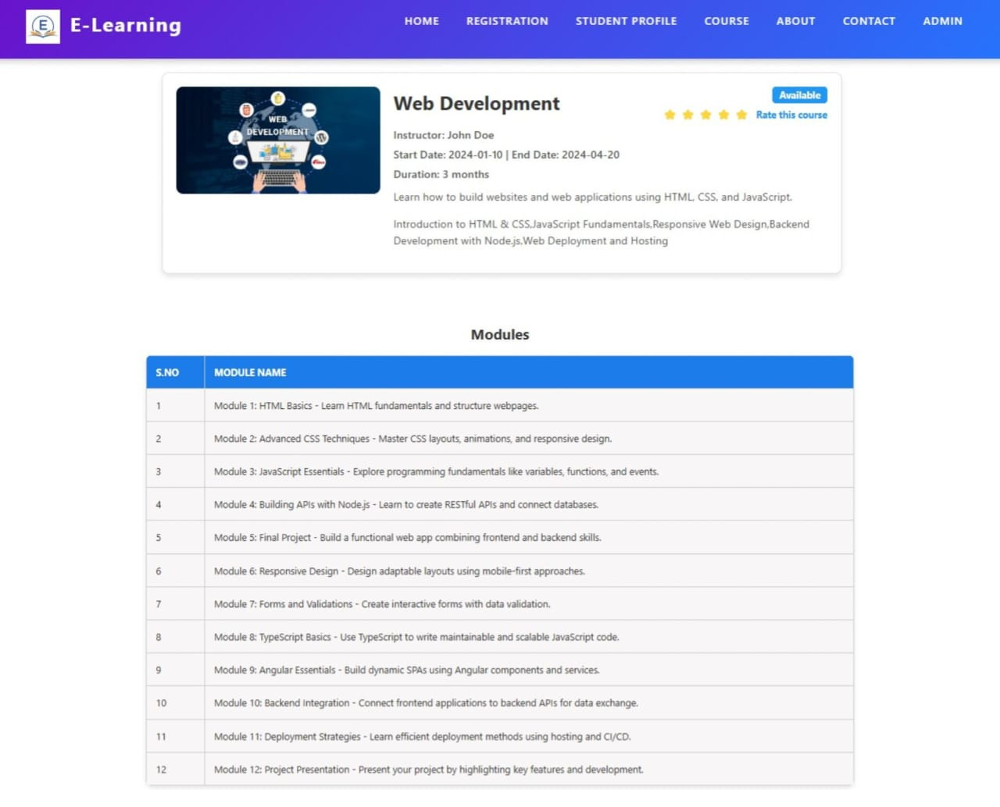 E
E-Learning
HOME REGISTRATION STUDENT PROFILE COURSE ABOUT CONTACT ADMIN
WEB
DEVELOPMENT
Web Development
Available
Rate this course
Instructor: John Doe
Start Date: 2024-01-10 | End Date: 2024-04-20
Duration: 3 months
Learn how to build websites and web applications using HTML, CSS, and JavaScript.
Introduction to HTML & CSS,JavaScript Fundamentals,Responsive Web Design,Backend
Development with Node.js,Web Deployment and Hosting
Modules
S.NO MODULE NAME
1 Module 1: HTML Basics - Learn HTML fundamentals and structure webpages.
2 Module 2: Advanced CSS Techniques - Master CSS layouts, animations, and responsive design.
3 Module 3: JavaScript Essentials - Explore programming fundamentals like variables, functions, and events.
4 Module 4: Building APIs with Node.js - Learn to create RESTful APIs and connect databases.
5 Module 5: Final Project - Build a functional web app combining frontend and backend skills.
6 Module 6: Responsive Design - Design adaptable layouts using mobile-first approaches.
7 Module 7: Forms and Validations - Create interactive forms with data validation.
8 Module 8: TypeScript Basics - Use TypeScript to write maintainable and scalable JavaScript code.
9 Module 9: Angular Essentials - Build dynamic SPAs using Angular components and services.
10 Module 10: Backend Integration - Connect frontend applications to backend APIs for data exchange.
11 Module 11: Deployment Strategies - Learn efficient deployment methods using hosting and CI/CD.
12 Module 12: Project Presentation - Present your project by highlighting key features and development.